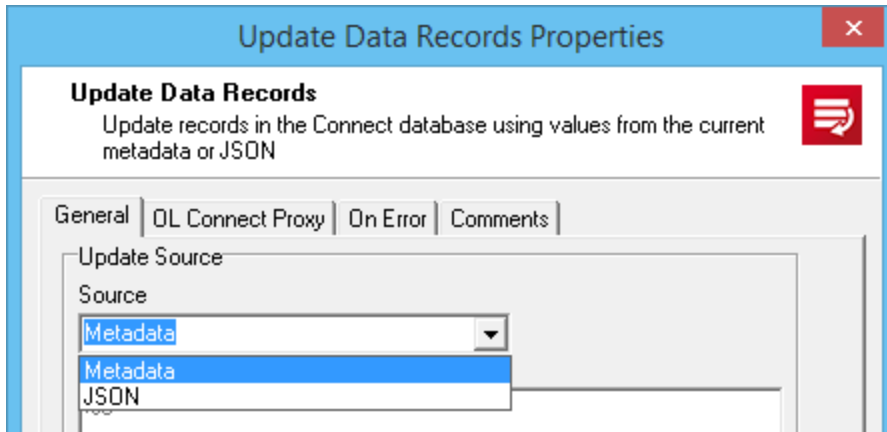 Update Data Records Properties
Update Data Records
Update records in the Connect database using values from the current
metadata or JSON
General
OL Connect Proxy
On Error
Comments
Update Source
Source
Metadata
Metadata
JSON